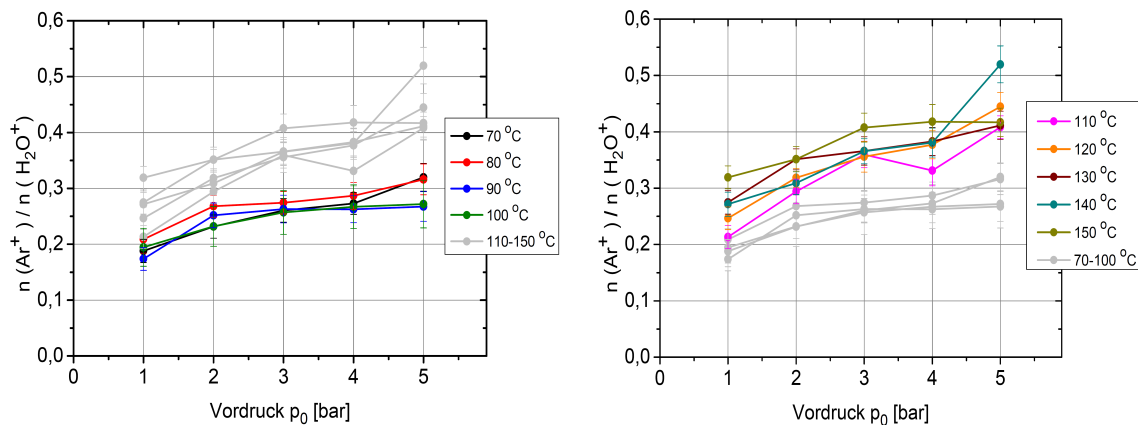 n (Ar⁺) / n ( H₂O⁺)
0,6
0,5
0,4
0,3
0,2
0,1
0,0
0
1
2
3
4
5
Vordruck p₀ [bar]
70 °C
80 °C
90 °C
100 °C
110-150 °C
n (Ar⁺) / n ( H₂O⁺)
0,6
0,5
0,4
0,3
0,2
0,1
0,0
0
1
2
3
4
5
Vordruck p₀ [bar]
110 °C
120 °C
130 °C
140 °C
150 °C
70-100 °C